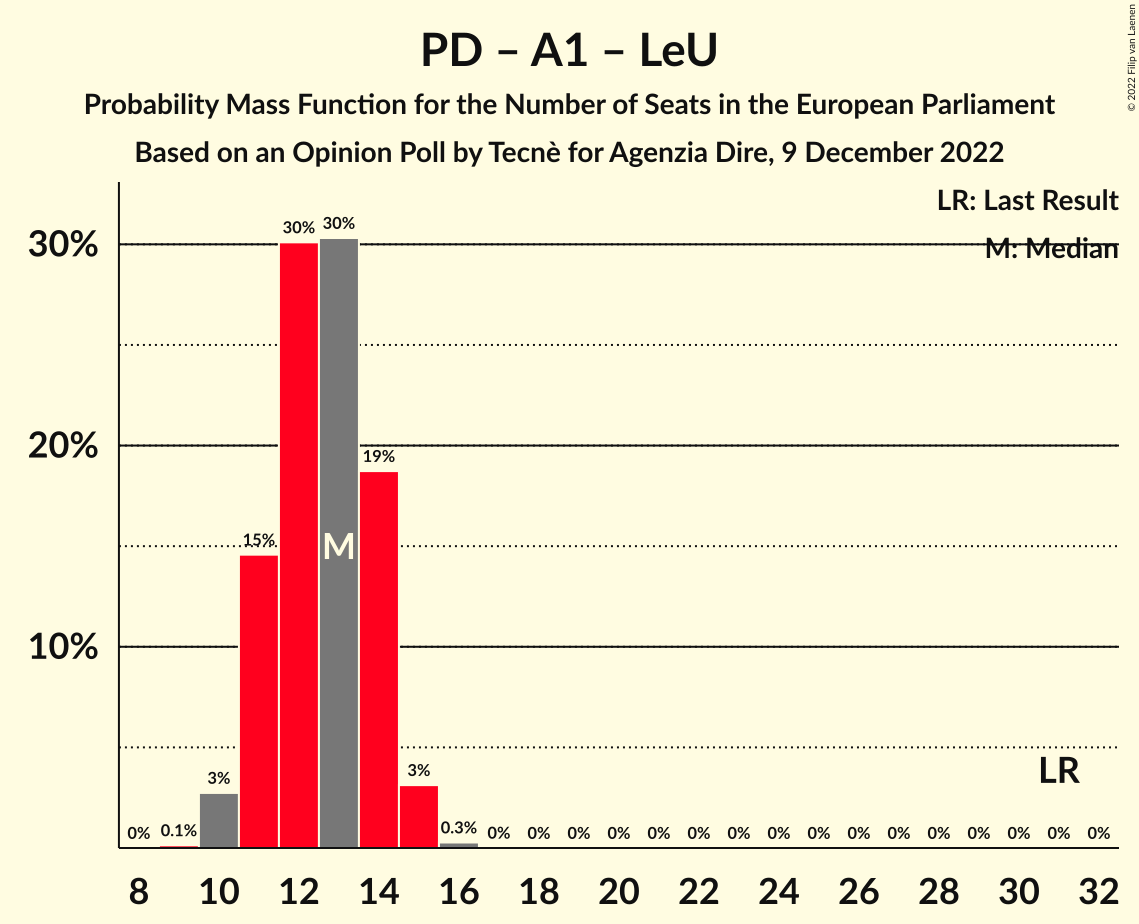 PD – A1 – LeU
Probability Mass Function for the Number of Seats in the European Parliament
Based on an Opinion Poll by Tecnè for Agenzia Dire, 9 December 2022
© 2022 Filip van Laenen
LR: Last Result
M: Median
30%
20%
10%
0% 0.1% 3% 15% 30% 30% 19% 3% 0.3% 0% 0% 0% 0% 0% 0% 0% 0% 0% 0% 0% 0% 0% 0% 0% 0%
M
LR
8 10 12 14 16 18 20 22 24 26 28 30 32